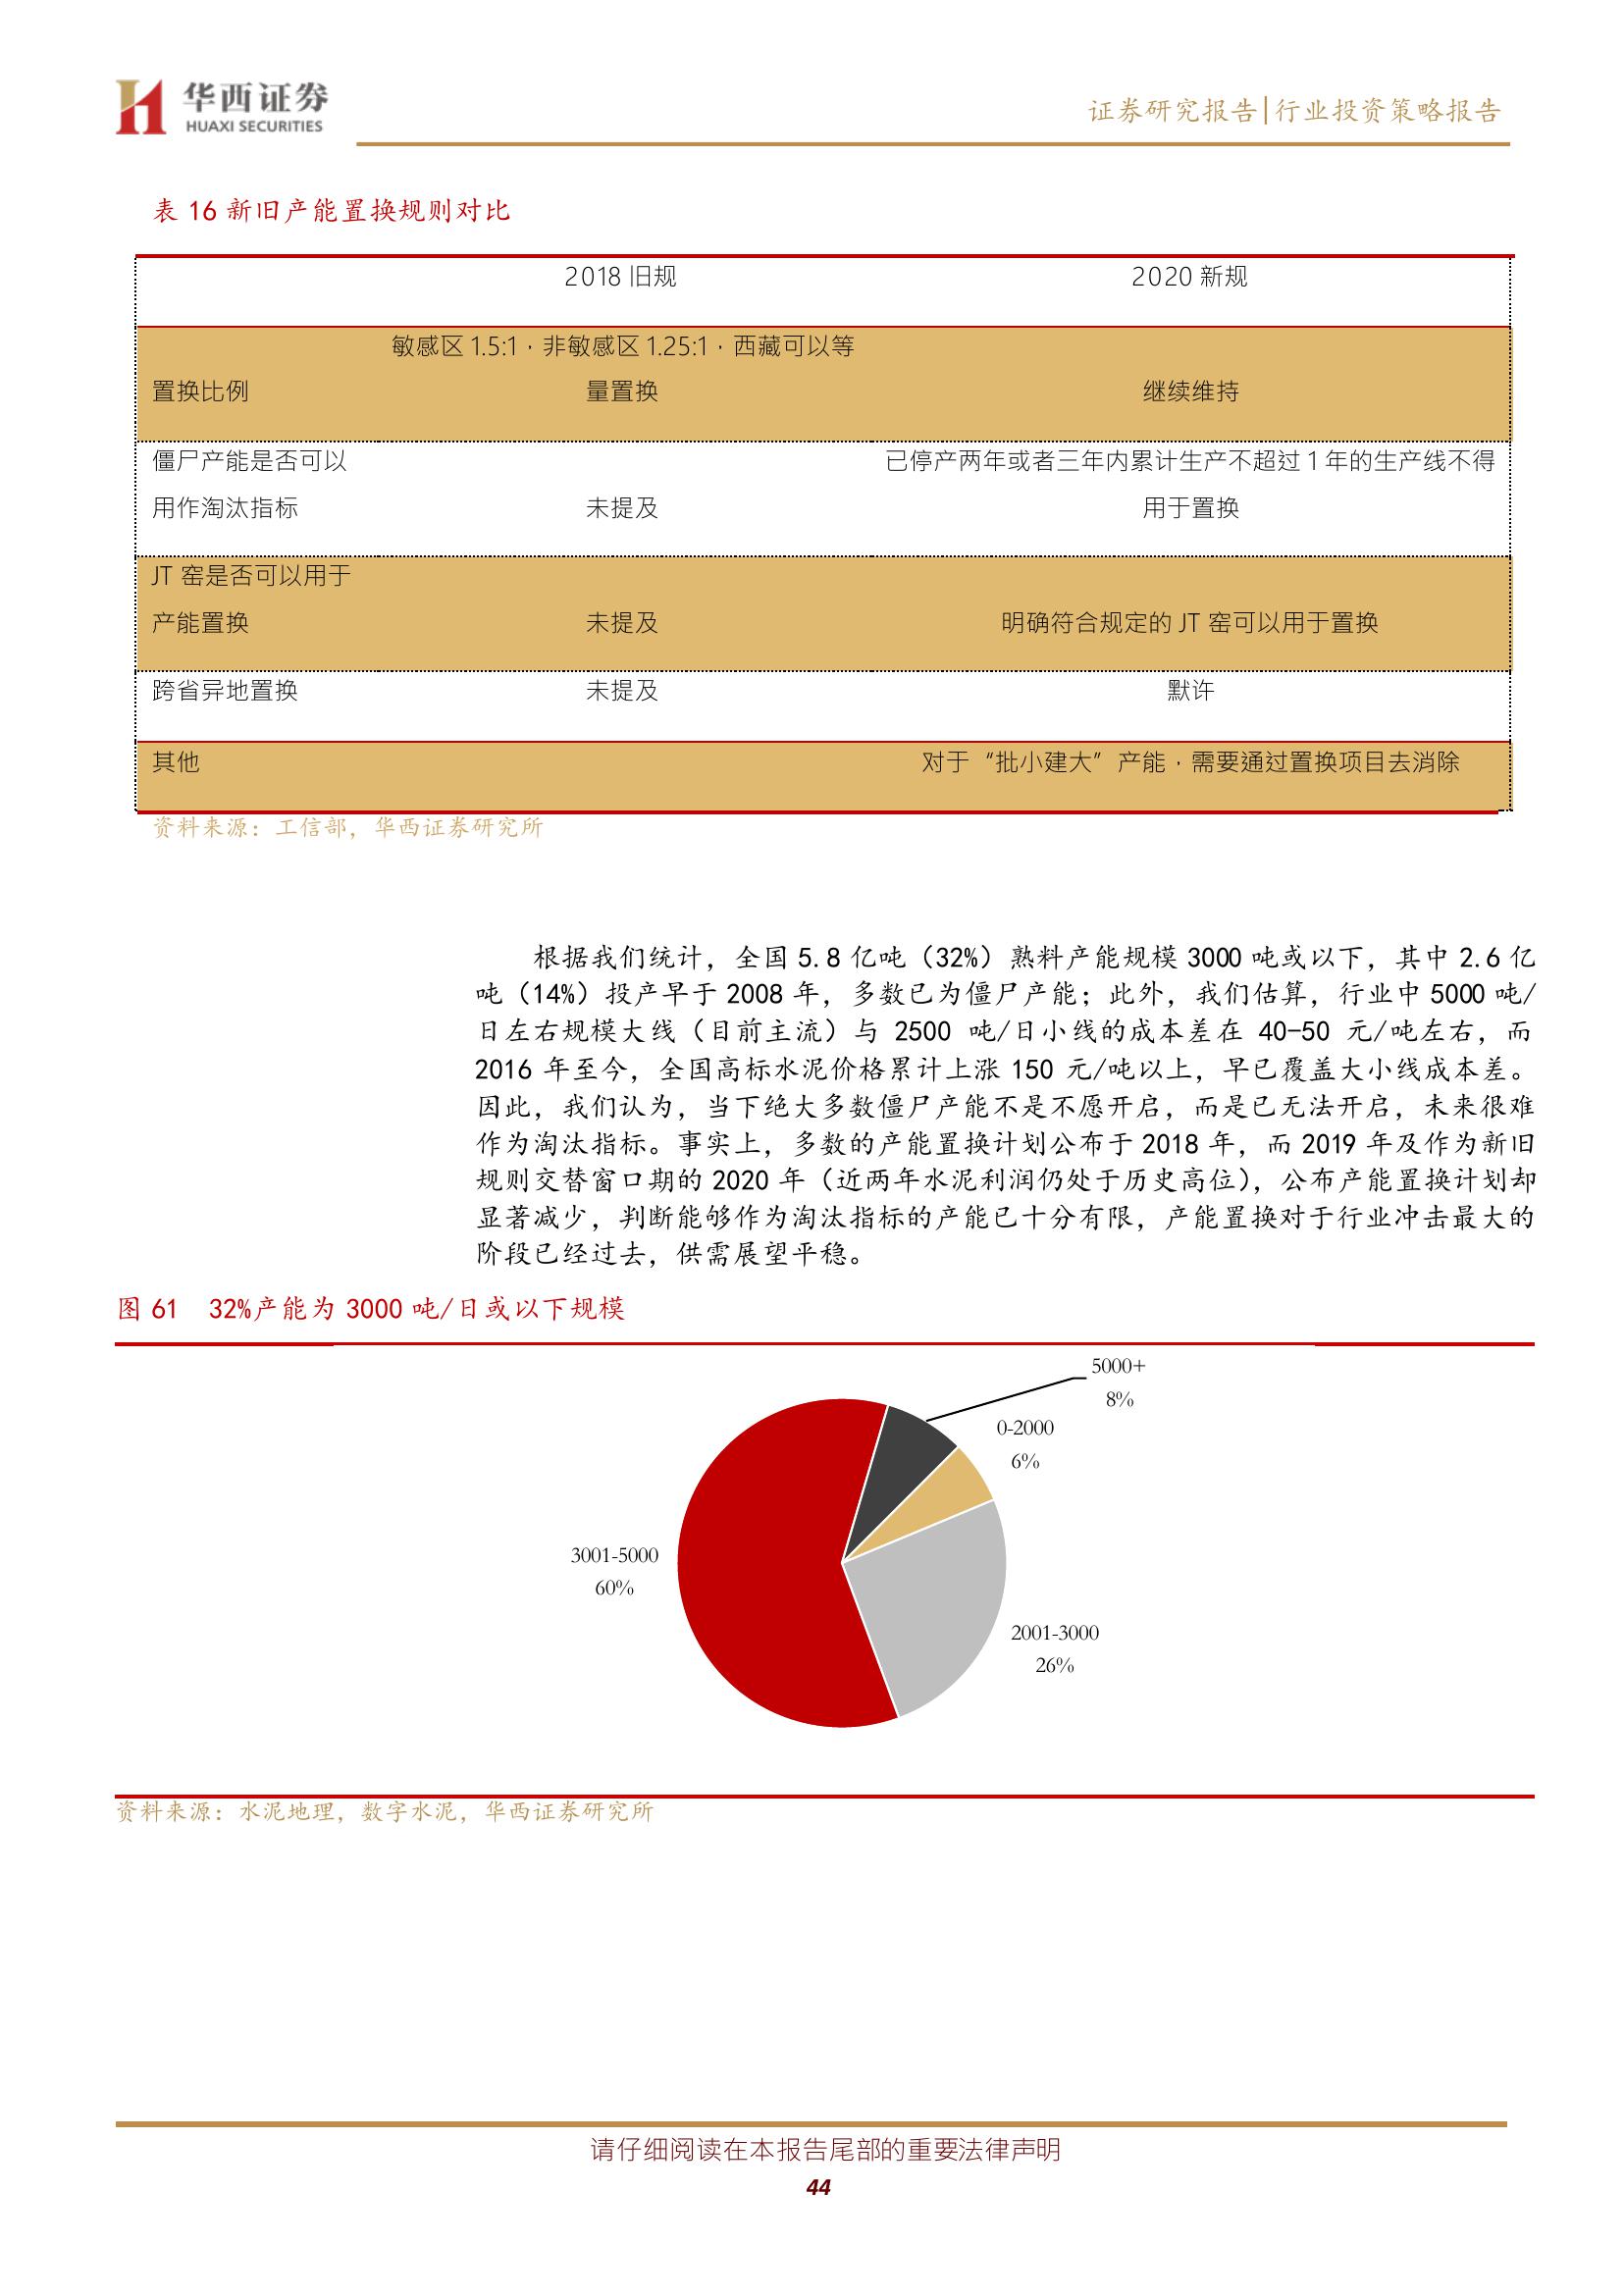 华西证券
HUAXI SECURITIES
证券研究报告|行业投资策略报告
表 16 新旧产能置换规则对比
2018 旧规 2020 新规
敏感区 1.5:1，非敏感区 1.25:1，西藏可以等
置换比例 量置换 继续维持
僵尸产能是否可以 已停产两年或者三年内累计生产不超过 1 年的生产线不得
用作淘汰指标 未提及 用于置换
JT 窑是否可以用于
产能置换 未提及 明确符合规定的 JT 窑可以用于置换
跨省异地置换 未提及 默许
其他 对于“批小建大”产能，需要通过置换项目去消除
资料来源：工信部，华西证券研究所
根据我们统计，全国 5.8 亿吨（32%）熟料产能规模 3000 吨或以下，其中 2.6 亿
吨（14%）投产早于 2008 年，多数已为僵尸产能；此外，我们估算，行业中 5000 吨/
日左右规模大线（目前主流）与 2500 吨/日小线的成本差在 40-50 元/吨左右，而
2016 年至今，全国高标水泥价格累计上涨 150 元/吨以上，早已覆盖大小线成本差。
因此，我们认为，当下绝大多数僵尸产能不是不愿开启，而是已无法开启，未来很难
作为淘汰指标。事实上，多数的产能置换计划公布于 2018 年，而 2019 年及作为新旧
规则交替窗口期的 2020 年（近两年水泥利润仍处于历史高位），公布产能置换计划却
显著减少，判断能够作为淘汰指标的产能已十分有限，产能置换对于行业冲击最大的
阶段已经过去，供需展望平稳。
图 61 32%产能为 3000 吨/日或以下规模
5000+
8%
0-2000
6%
3001-5000
60%
2001-3000
26%
资料来源：水泥地理，数字水泥，华西证券研究所
请仔细阅读在本报告尾部的重要法律声明
44